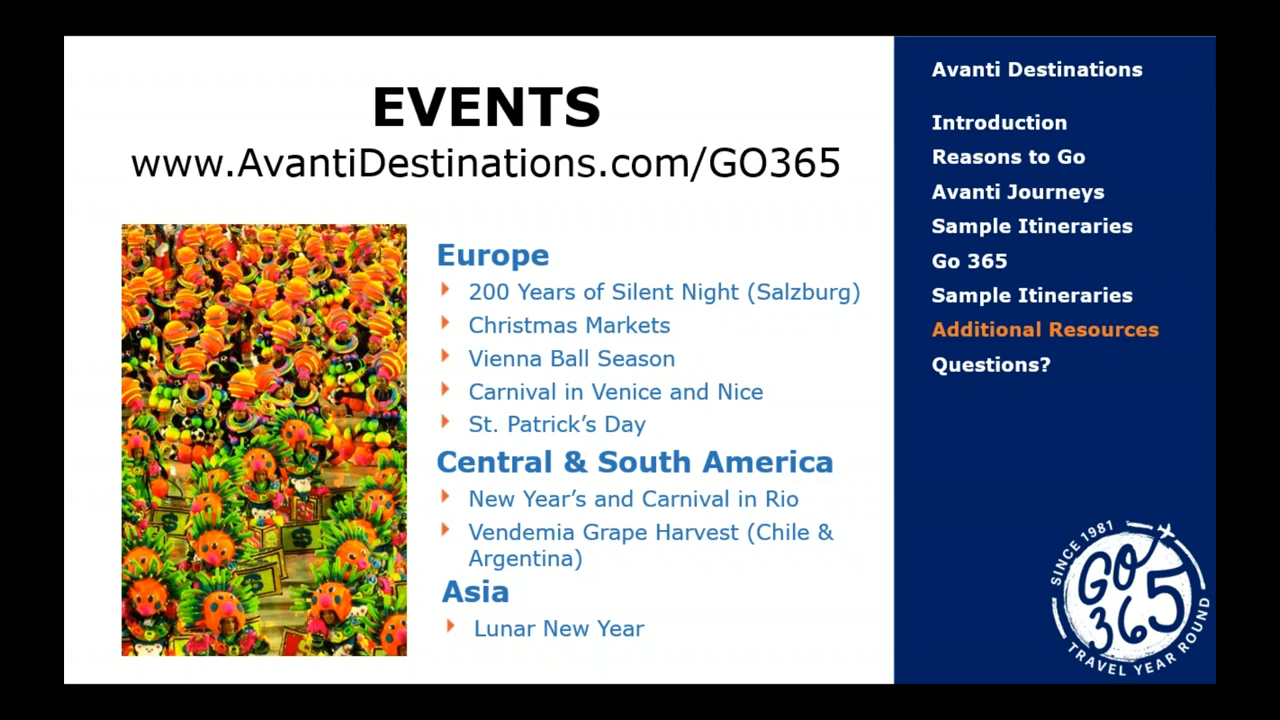 EVENTS
www.AvantiDestinations.com/GO365
Europe
200 Years of Silent Night (Salzburg)
Christmas Markets
Vienna Ball Season
Carnival in Venice and Nice
St. Patrick’s Day
Central & South America
New Year’s and Carnival in Rio
Vendemia Grape Harvest (Chile &
Argentina)
Asia
Lunar New Year
Avanti Destinations
Introduction
Reasons to Go
Avanti Journeys
Sample Itineraries
Go 365
Sample Itineraries
Additional Resources
Questions?
SINCE 1981
GO
365
TRAVEL YEAR ROUND